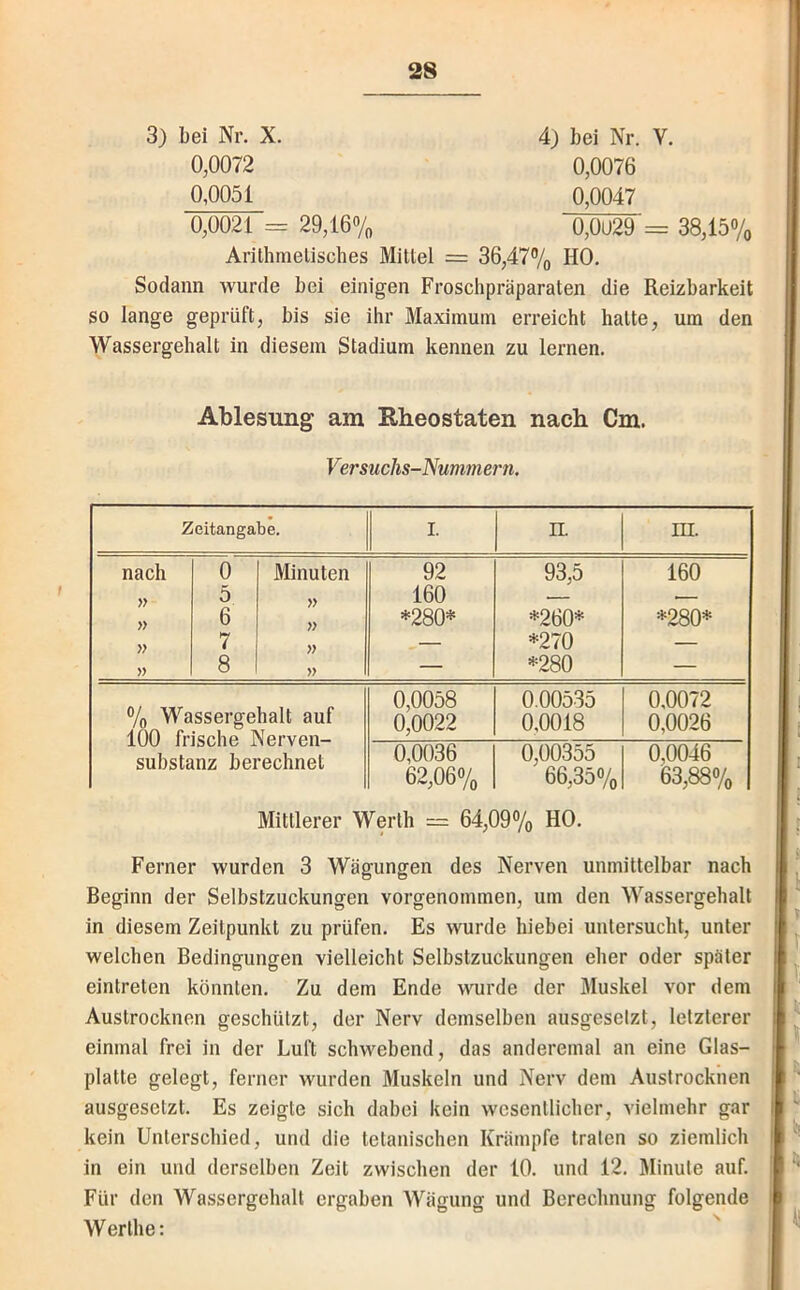 28
3) bei Nr. X. 4) bei Nr. V.
0,0072 0,0076
0,0051 0,0047
0,0021 = 29,16% 0,0029 = 38,15%
Arithmetisches Mittel = 36,47% HO.
Sodann wurde bei einigen Froschpräparaten die Reizbarkeit
so lange geprüft, bis sie ihr Maximum erreicht hatte, um den
Wassergehalt in diesem Stadium kennen zu lernen.
Ablesung am Rheostaten nach Cm.
Versuchs-Nummern.
Zeitangabe. I. II. III.
nach 0 Minuten 92 93,5 160
„ 5 „ 160 — —
„ 6 „ *280* *260* *280*
„ 7 „ — *270 —
„ 8 „ — *280 —
% Wassergehalt auf 0,0058 0.00535 0,0072
100 frische Nerven- 0,0022 0,0018 0,0026
substanz berechnet 0,0036 0,00355 0,0046
62,06% 66,35% 63,88%
Mittlerer Werth = 64,09% HO.
Ferner wurden 3 Wägungen des Nerven unmittelbar nach
Beginn der Selbstzuckungen vorgenommen, um den Wassergehalt
in diesem Zeitpunkt zu prüfen. Es wurde hiebei untersucht, unter
welchen Bedingungen vielleicht Selbstzuckungen eher oder später
eintreten könnten. Zu dem Ende wurde der Muskel vor dem
Austrocknen geschützt, der Nerv demselben ausgesetzt, letzterer
einmal frei in der Luft schwebend, das anderemal an eine Glas-
platte gelegt, ferner wurden Muskeln und Nerv dem Austrocknen
ausgesetzt. Es zeigte sich dabei kein wesentlicher, vielmehr gar
kein Unterschied, und die tetanischen Krämpfe traten so ziemlich
in ein und derselben Zeit zwischen der 10. und 12. Minute auf.
Für den Wassergehalt ergaben Wägung und Berechnung folgende
Werthe: